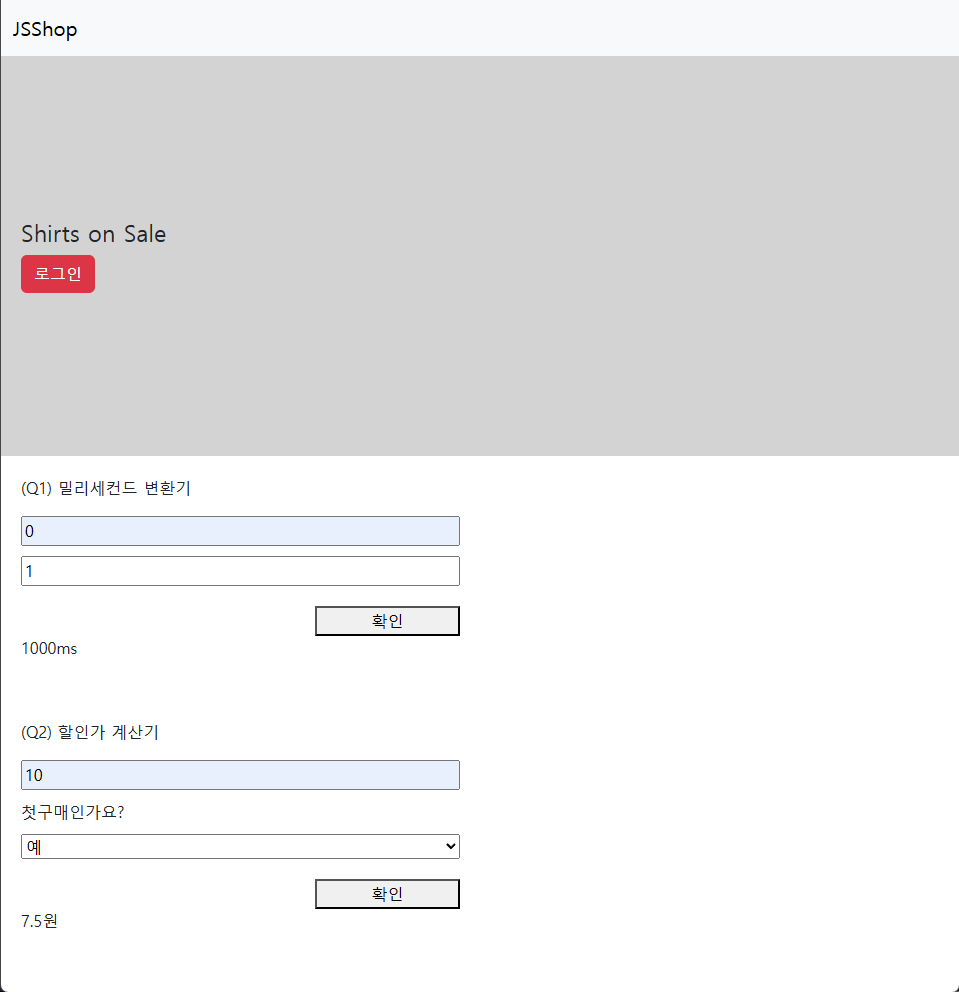 JSShop
Shirts on Sale
로그인
(Q1) 밀리세컨드 변환기
0
1
확인
1000ms
(Q2) 할인가 계산기
10
첫구매인가요?
예
확인
7.5원